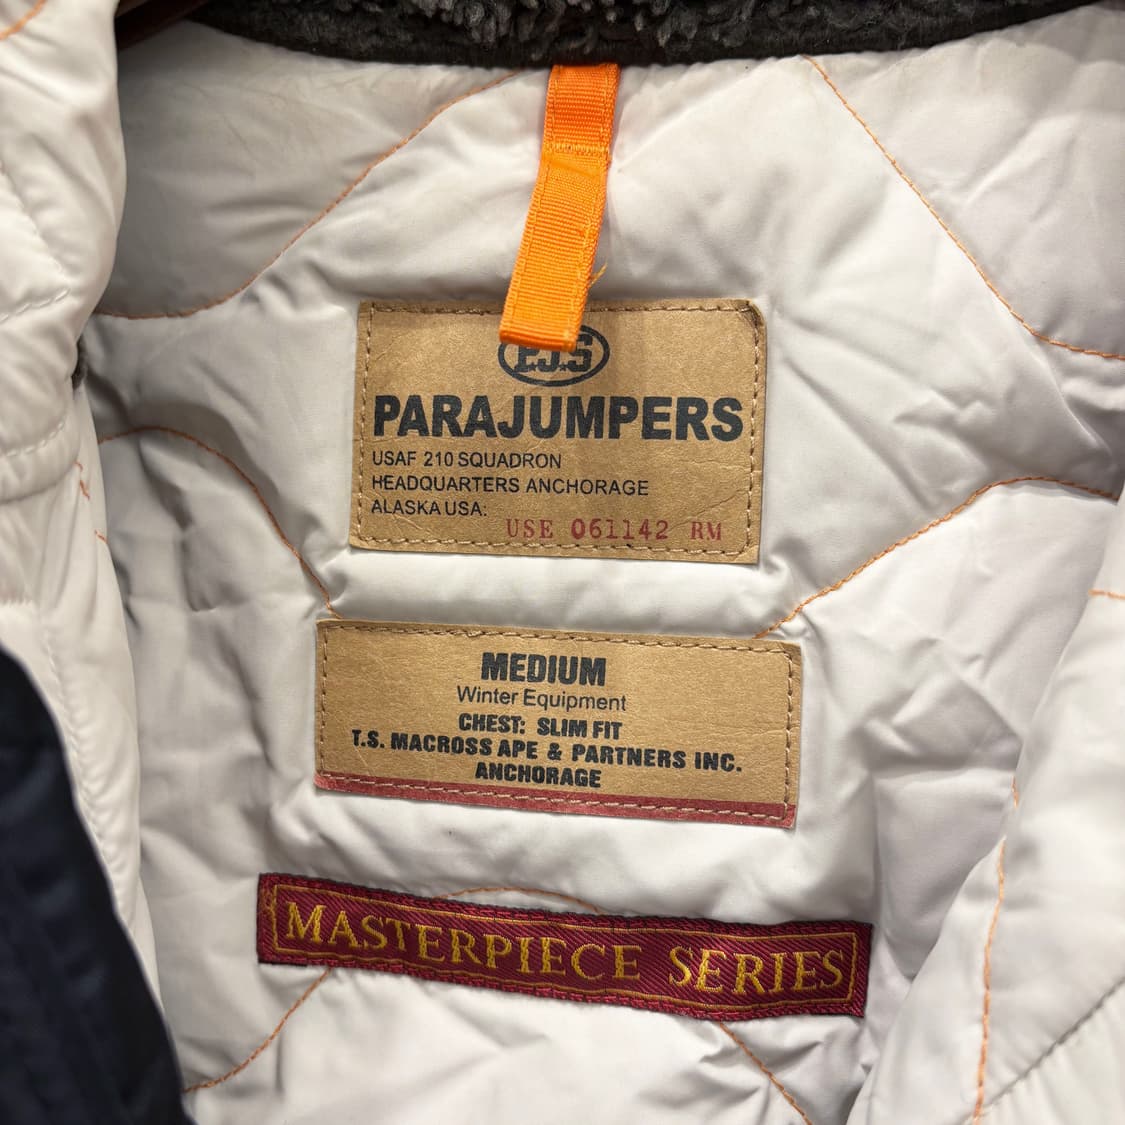 P.J.S
PARAJUMPERS
USAF 210 SQUADRON
HEADQUARTERS ANCHORAGE
ALASKA USA:
USE 061142 RM
MEDIUM
Winter Equipment
CHEST: SLIM FIT
T.S. MACROSS APE & PARTNERS INC.
ANCHORAGE
MASTERPIECE SERIES